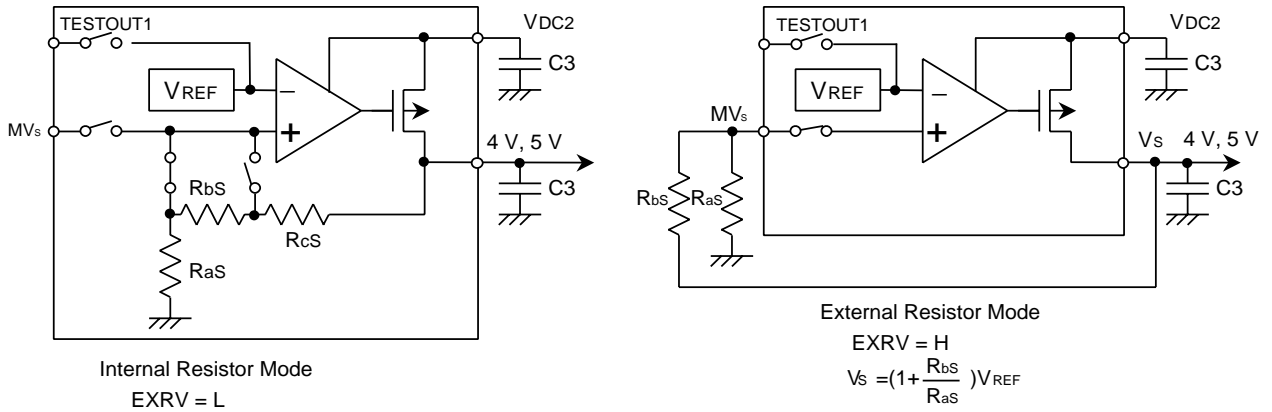 TESTOUT1
VDC2
C3
VREF
−
+
MVs
4 V, 5 V
C3
RbS
RcS
RaS
Internal Resistor Mode
EXRV = L
TESTOUT1
VDC2
C3
VREF
−
+
MVs
VS 4 V, 5 V
C3
RbS RaS
External Resistor Mode
EXRV = H
VS =(1+ RbS / RaS )VREF